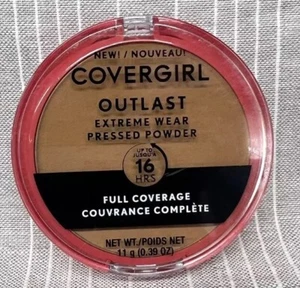 NEW! / NOUVEAU!
COVERGIRL
OUTLAST
EXTREME WEAR
PRESSED POWDER
UP TO
JUSQU'À
16
HRS
FULL COVERAGE
COUVRANCE COMPLÈTE
NET WT./POIDS NET
11 g (0.39 OZ)